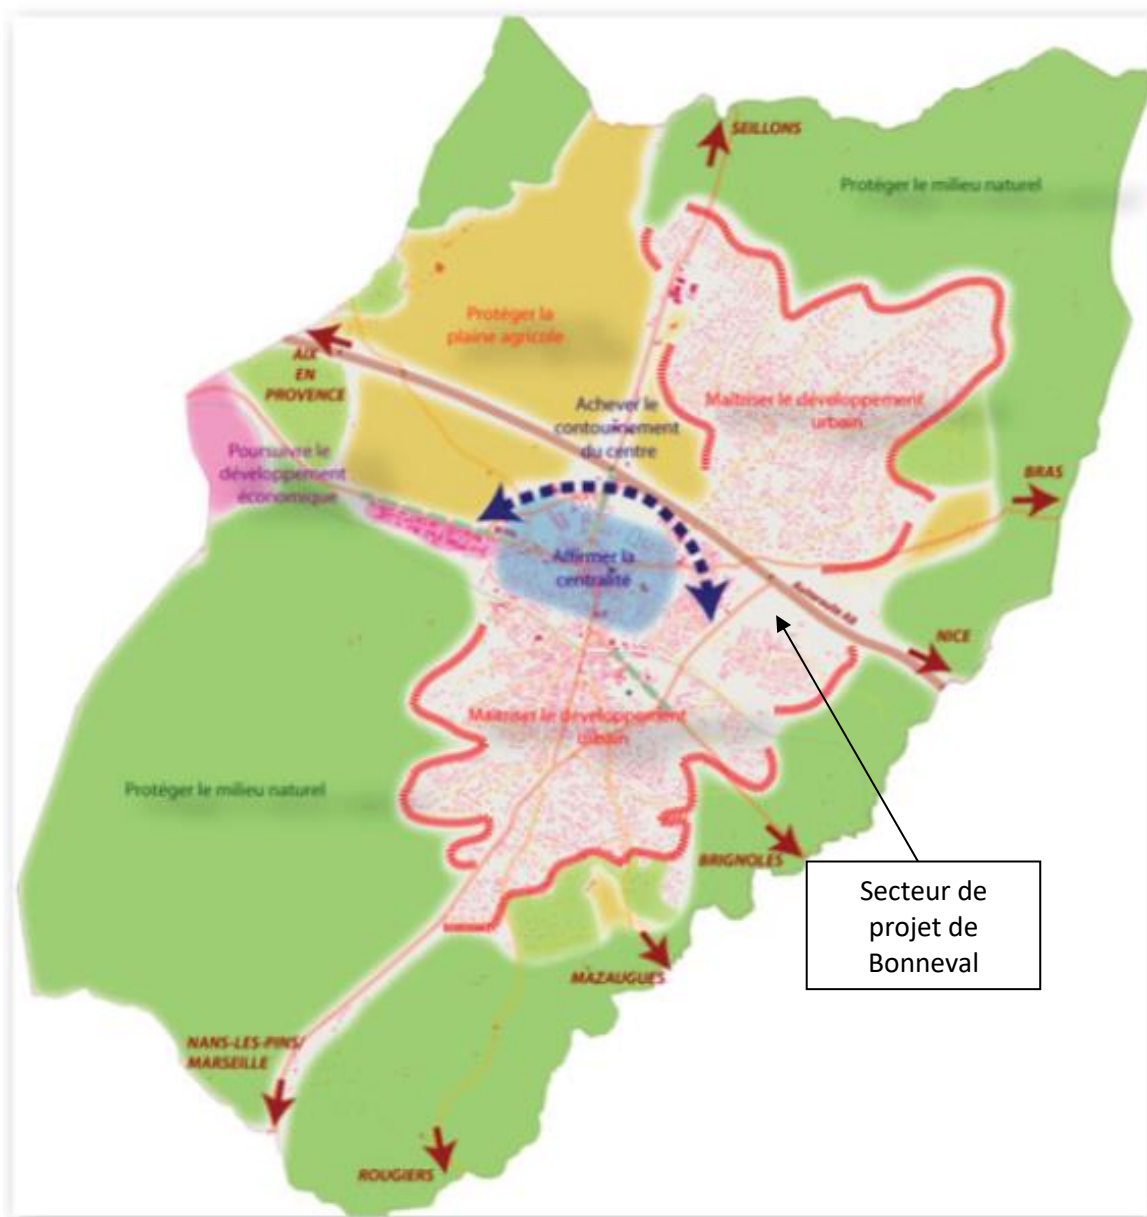 SEILLONS
Protéger le milieu naturel
Protéger la
plaine agricole
AIX
EN
PROVENCE
Achever le
contournement
du centre
Maîtriser le développement
urbain
Poursuivre le
développement
économique
BRAS
Affirmer la
centralité
Autoroute A8
NICE
Maîtriser le développement
urbain
Protéger le milieu naturel
BRIGNOLES
Secteur de
projet de
Bonneval
MAZAUGUES
NANS-LES-PINS/
MARSEILLE
ROUGIERS